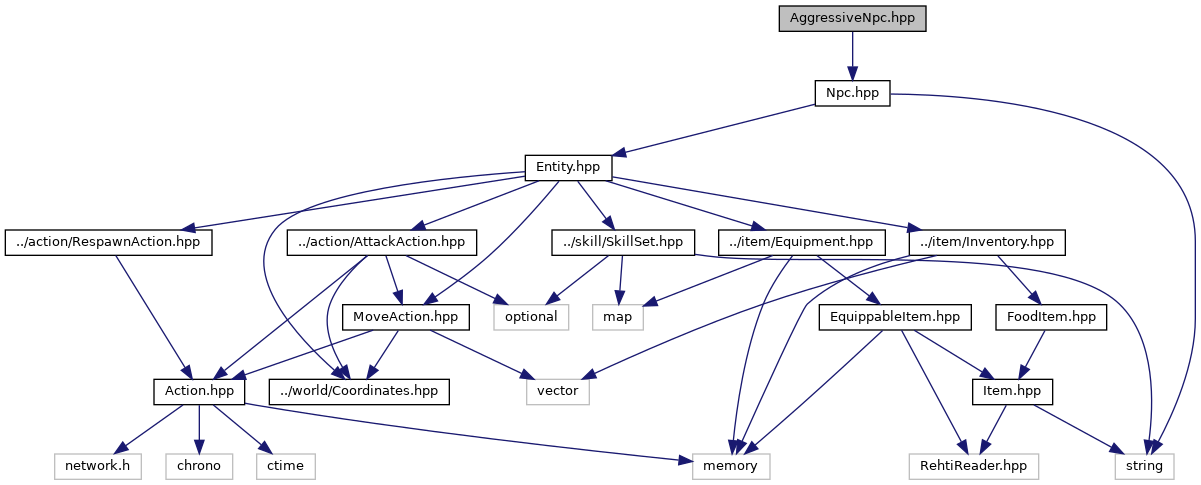 AggressiveNpc.hpp
Npc.hpp
Entity.hpp
../action/RespawnAction.hpp
../action/AttackAction.hpp
../skill/SkillSet.hpp
../item/Equipment.hpp
../item/Inventory.hpp
MoveAction.hpp
optional
map
EquippableItem.hpp
FoodItem.hpp
Action.hpp
../world/Coordinates.hpp
vector
Item.hpp
network.h
chrono
ctime
memory
RehtiReader.hpp
string